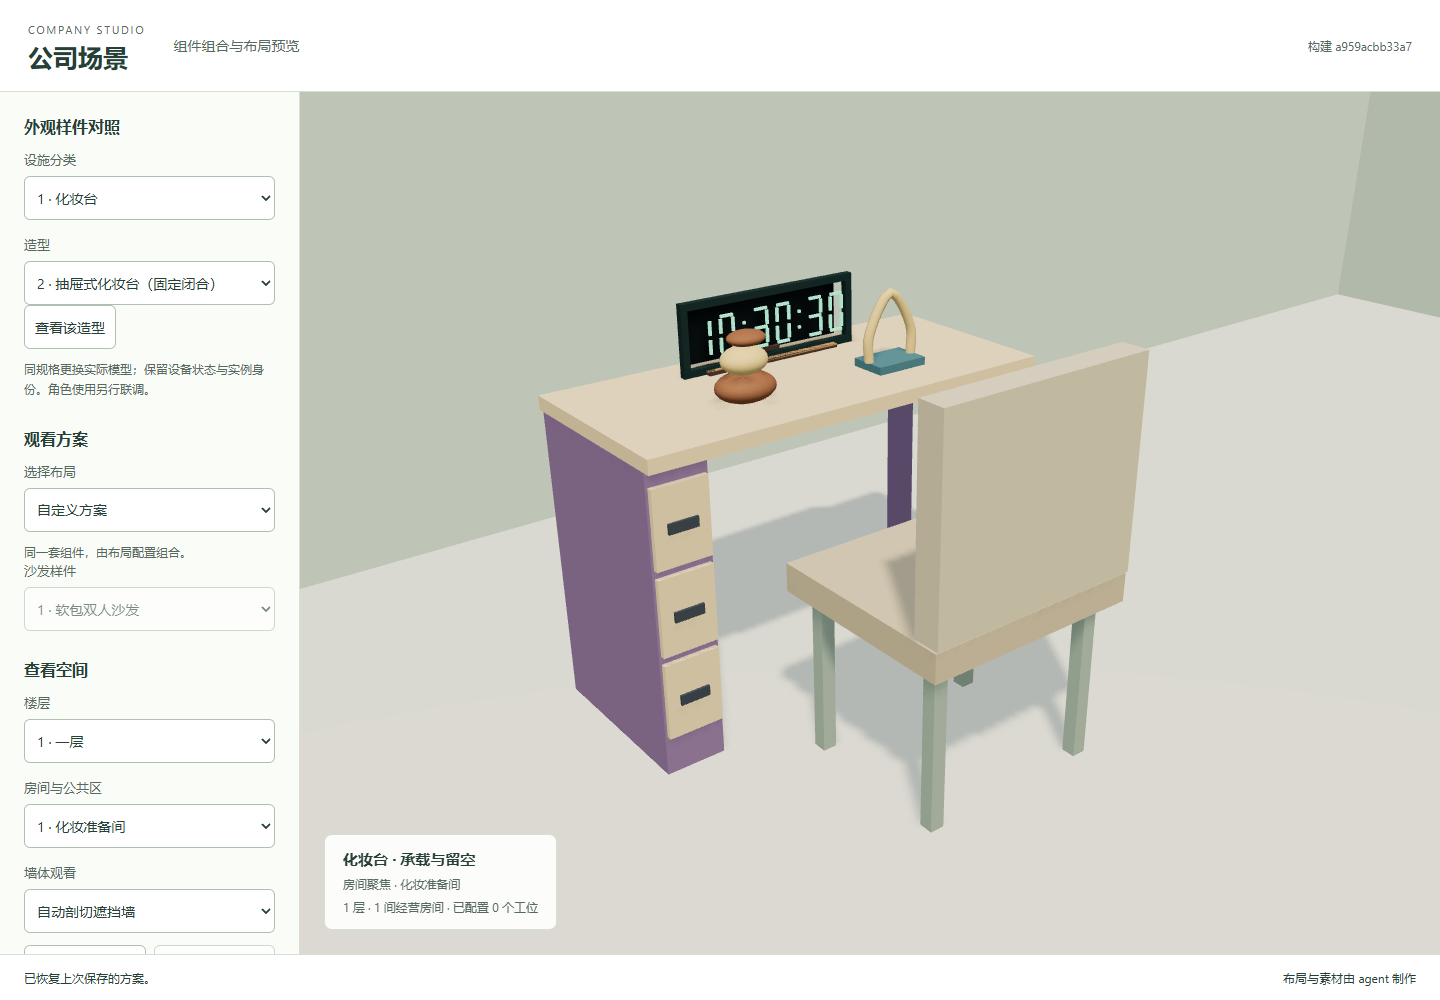 COMPANY STUDIO
公司场景
组件组合与布局预览
构建 a959acbb33a7
外观样件对照
设施分类
1 · 化妆台
造型
2 · 抽屉式化妆台（固定闭合）
查看该造型
同规格更换实际模型；保留设备状态与实例身
份。角色使用另行联调。
观看方案
选择布局
自定义方案
同一套组件，由布局配置组合。
沙发样件
1 · 软包双人沙发
查看空间
楼层
1 · 一层
房间与公共区
1 · 化妆准备间
墙体观看
自动剖切遮挡墙
10:30:30
化妆台 · 承载与留空
房间聚焦 · 化妆准备间
1 层 · 1 间经营房间 · 已配置 0 个工位
已恢复上次保存的方案。
布局与素材由 agent 制作